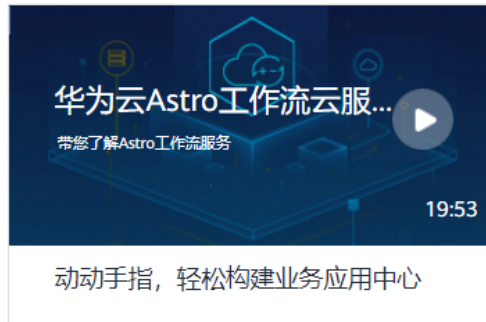 华为云Astro工作流云服...
带您了解Astro工作流服务
19:53
动动手指，轻松构建业务应用中心